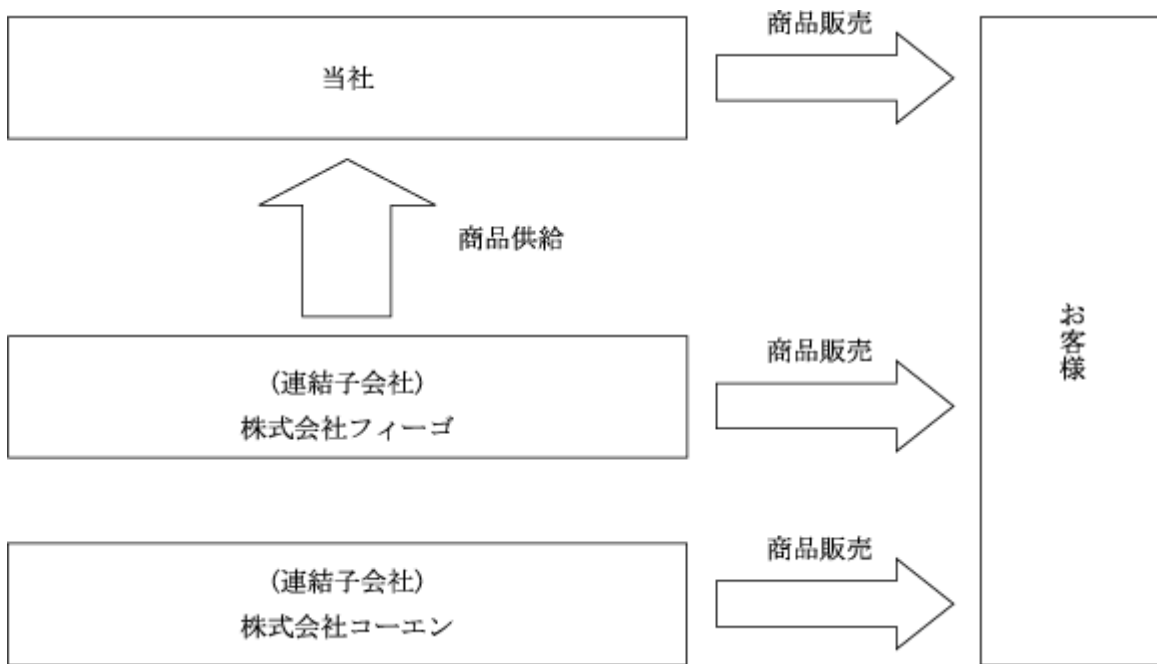 商品販売
当社
商品供給
商品販売
(連結子会社)
株式会社フィーゴ
お客様
商品販売
(連結子会社)
株式会社コーエン